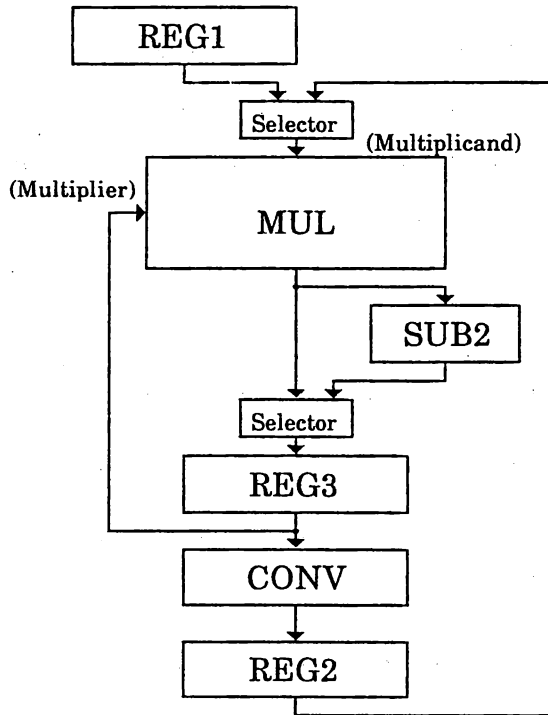 REG1
Selector
(Multiplicand)
(Multiplier)
MUL
SUB2
Selector
REG3
CONV
REG2